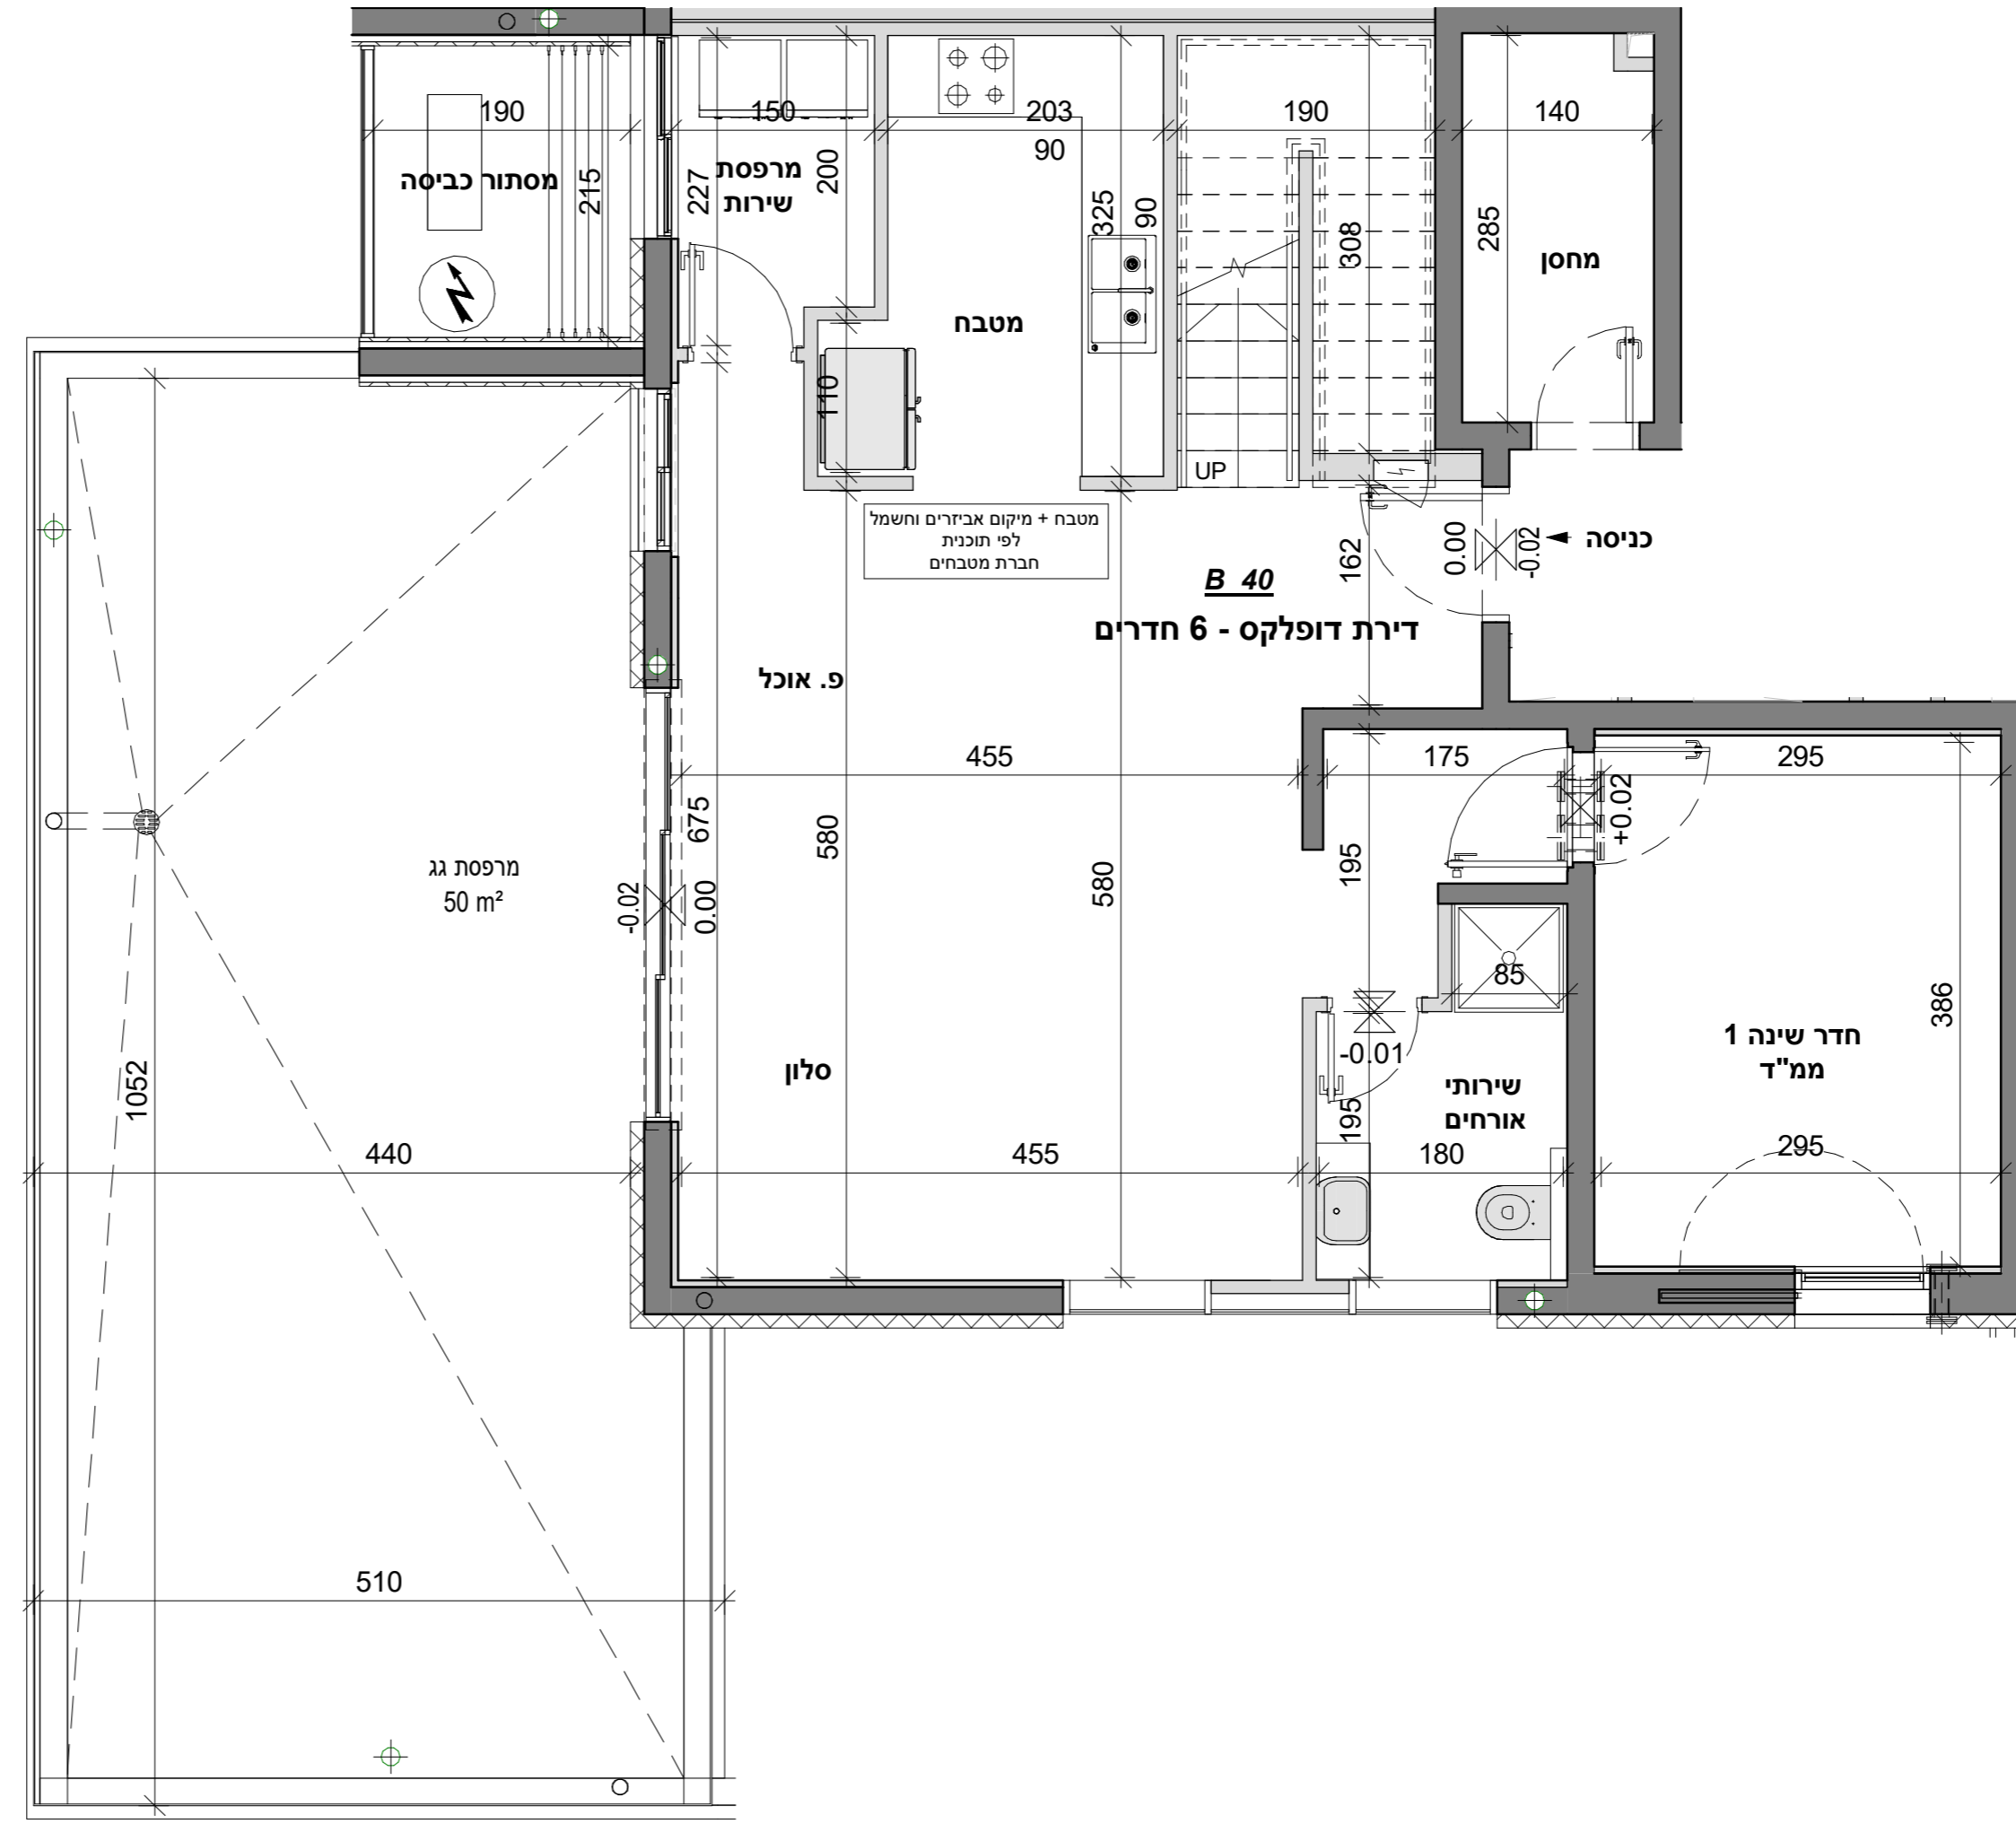 190
150
203
90
190
140
מסתור כביסה
215
227
מרפסת
שירות
200
325
90
308
285
מחסן
מטבח
110
UP
מטבח + מיקום אביזרים וחשמל
לפי תוכנית
חברת מטבחים
162
0.00
-0.02
כניסה
B 40
דירת דופלקס - 6 חדרים
פ. אוכל
455
175
295
675
580
580
195
+0.02
מרפסת גג
50 m²
-0.02
0.00
85
386
חדר שינה 1
ממ"ד
-0.01
סלון
שירותי
אורחים
195
1052
440
455
180
295
510